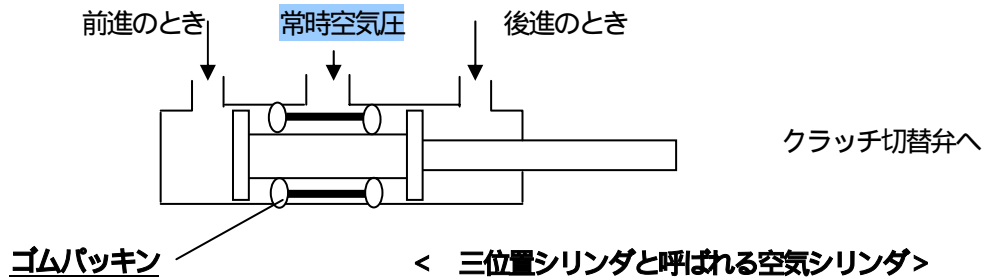 前進のとき 常時空気圧 後進のとき
クラッチ切替弁へ
ゴムパッキン < 三位置シリンダと呼ばれる空気シリンダ>